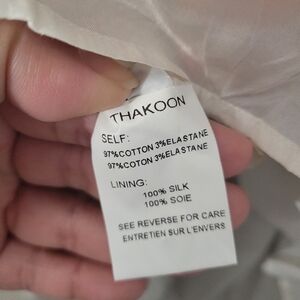 THAKOON
SELF:
97%COTTON 3%ELASTANE
97%COTON 3%ELASTANE
LINING:
100% SILK
100% SOIE
SEE REVERSE FOR CARE
ENTRETIEN SUR L'ENVERS